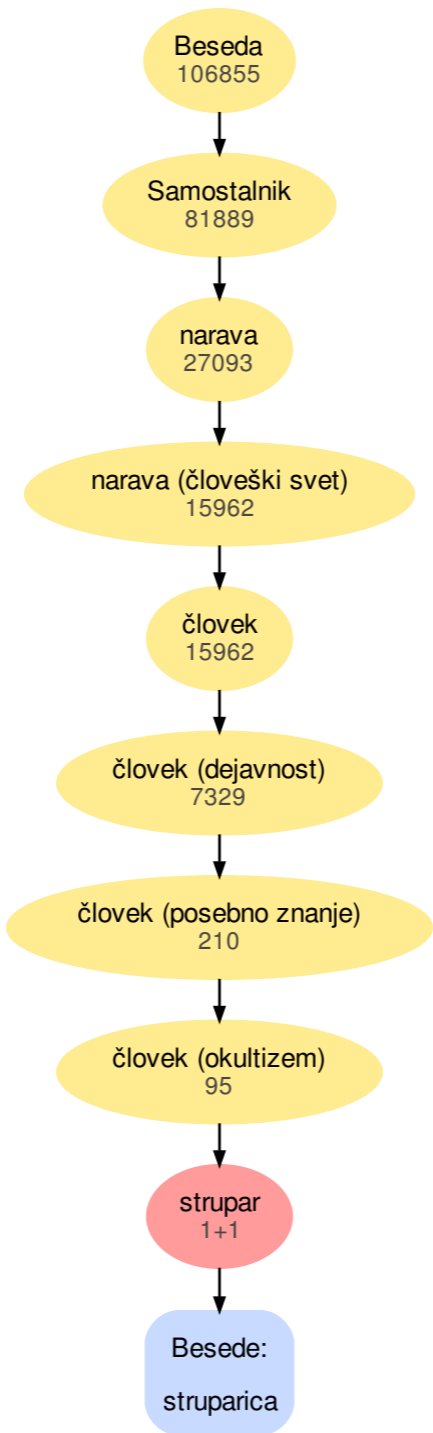 Beseda
106855
Samostalnik
81889
narava
27093
narava (človeški svet)
15962
človek
15962
človek (dejavnost)
7329
človek (posebno znanje)
210
človek (okultizem)
95
strupar
1+1
Besede:
struparica